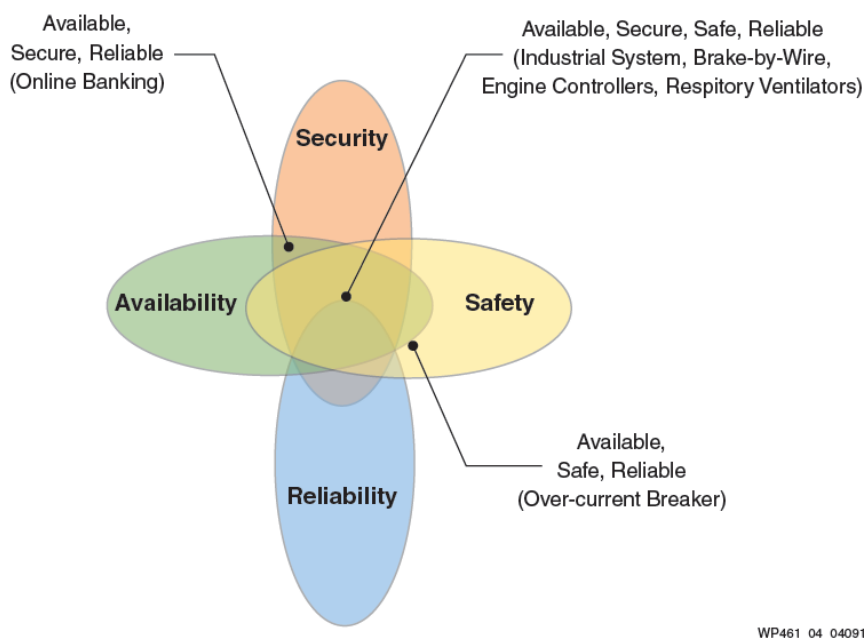 Available,
Secure, Reliable
(Online Banking)
Available, Secure, Safe, Reliable
(Industrial System, Brake-by-Wire,
Engine Controllers, Respitory Ventilators)
Security
Availability
Safety
Reliability
Available,
Safe, Reliable
(Over-current Breaker)
WP461_04_04091